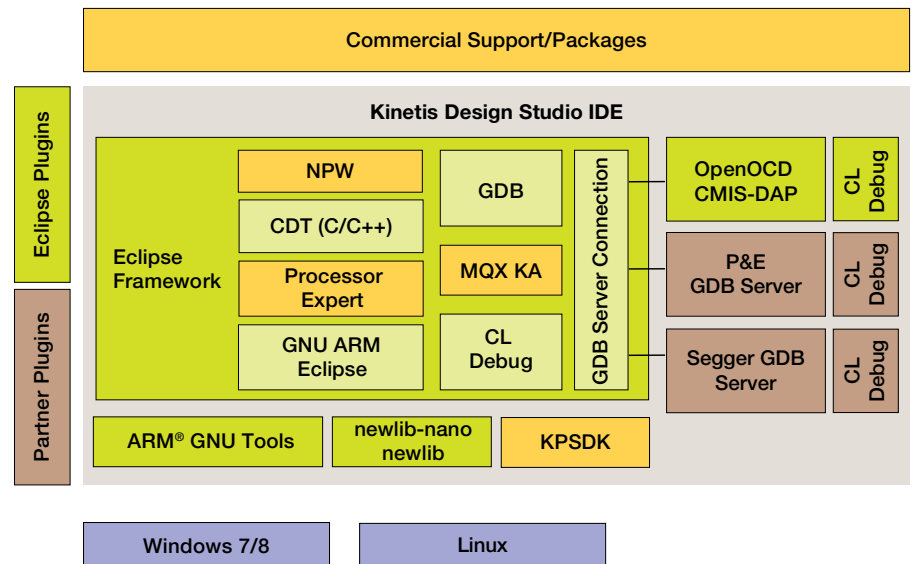 Commercial Support/Packages
Eclipse Plugins
Partner Plugins
Kinetis Design Studio IDE
Eclipse
Framework
NPW
CDT (C/C++)
Processor
Expert
GNU ARM
Eclipse
GDB
MQX KA
CL
Debug
GDB Server Connection
OpenOCD
CMIS-DAP
CL
Debug
P&E
GDB Server
CL
Debug
Segger GDB
Server
CL
Debug
ARM® GNU Tools
newlib-nano
newlib
KPSDK
Windows 7/8
Linux